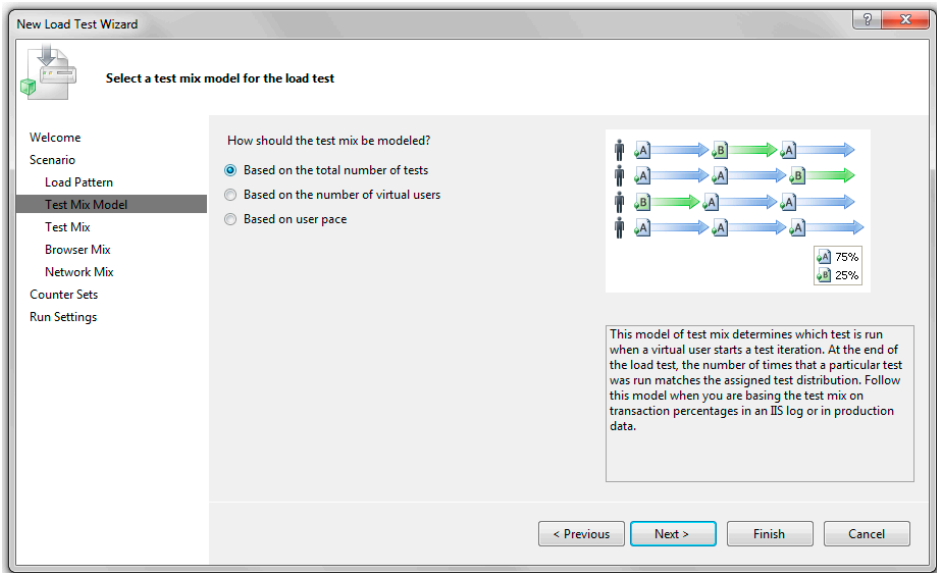 New Load Test Wizard
Select a test mix model for the load test
Welcome
Scenario
Load Pattern
Test Mix Model
Test Mix
Browser Mix
Network Mix
Counter Sets
Run Settings
How should the test mix be modeled?
Based on the total number of tests
Based on the number of virtual users
Based on user pace
A B A
A A B
B A A
A A A
A 75%
B 25%
This model of test mix determines which test is run
when a virtual user starts a test iteration. At the end of
the load test, the number of times that a particular test
was run matches the assigned test distribution. Follow
this model when you are basing the test mix on
transaction percentages in an IIS log or in production
data.
< Previous
Next >
Finish
Cancel